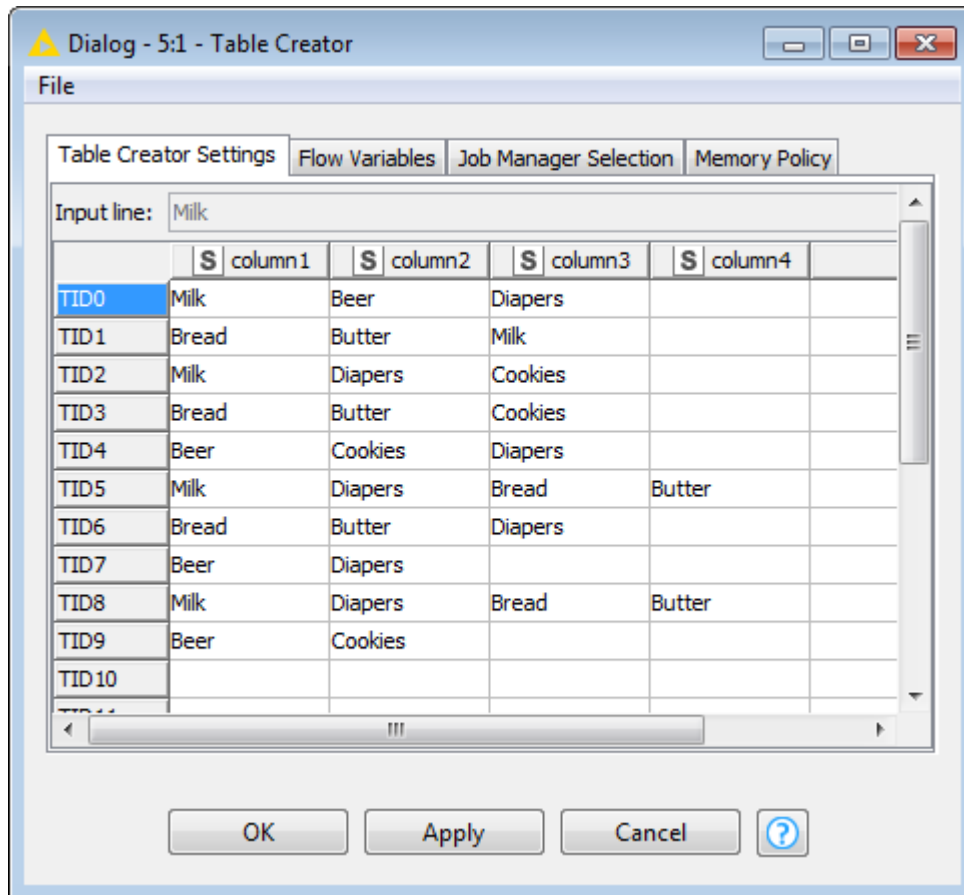 Dialog - 5:1 - Table Creator
File
Table Creator Settings Flow Variables Job Manager Selection Memory Policy
Input line: Milk
S column1 S column2 S column3 S column4
TID0 Milk Beer Diapers
TID1 Bread Butter Milk
TID2 Milk Diapers Cookies
TID3 Bread Butter Cookies
TID4 Beer Cookies Diapers
TID5 Milk Diapers Bread Butter
TID6 Bread Butter Diapers
TID7 Beer Diapers
TID8 Milk Diapers Bread Butter
TID9 Beer Cookies
TID10
OK Apply Cancel ?